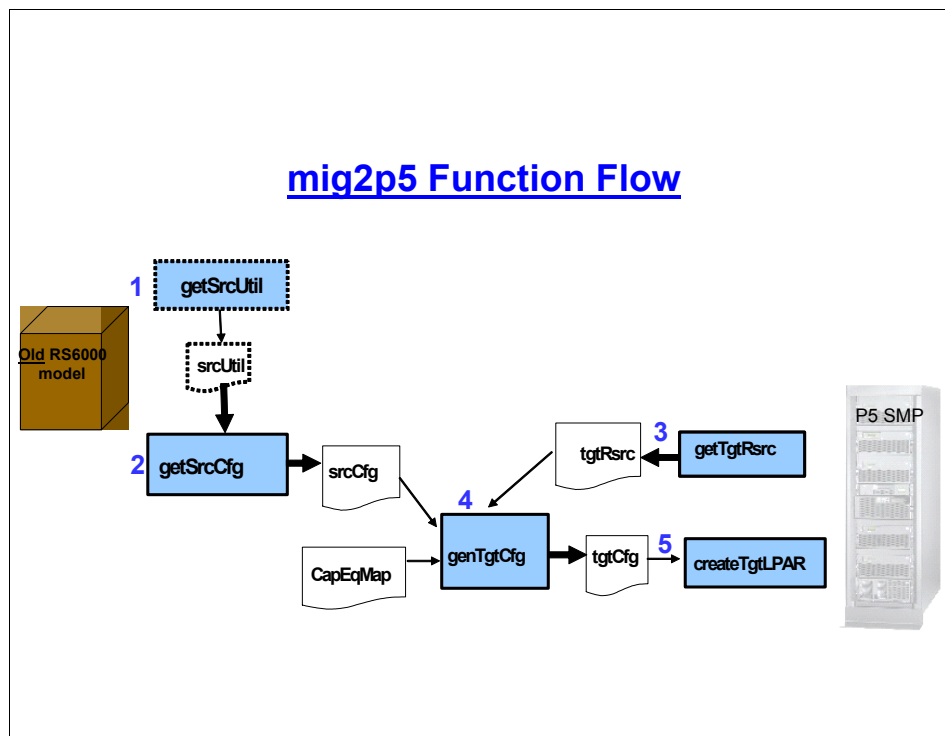 mig2p5 Function Flow
1
getSrcUtil
Old RS6000
model
srcUtil
P5 SMP
2
getSrcCfg
srcCfg
tgtRsrc
3
getTgtRsrc
4
CapEqMap
genTgtCfg
tgtCfg
5
createTgtLPAR